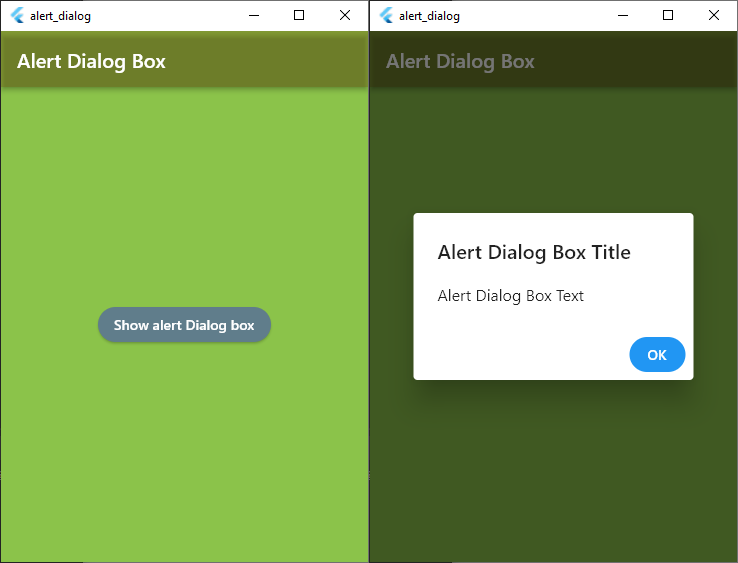 alert_dialog
Alert Dialog Box
Show alert Dialog box
alert_dialog
Alert Dialog Box
Alert Dialog Box Title
Alert Dialog Box Text
OK